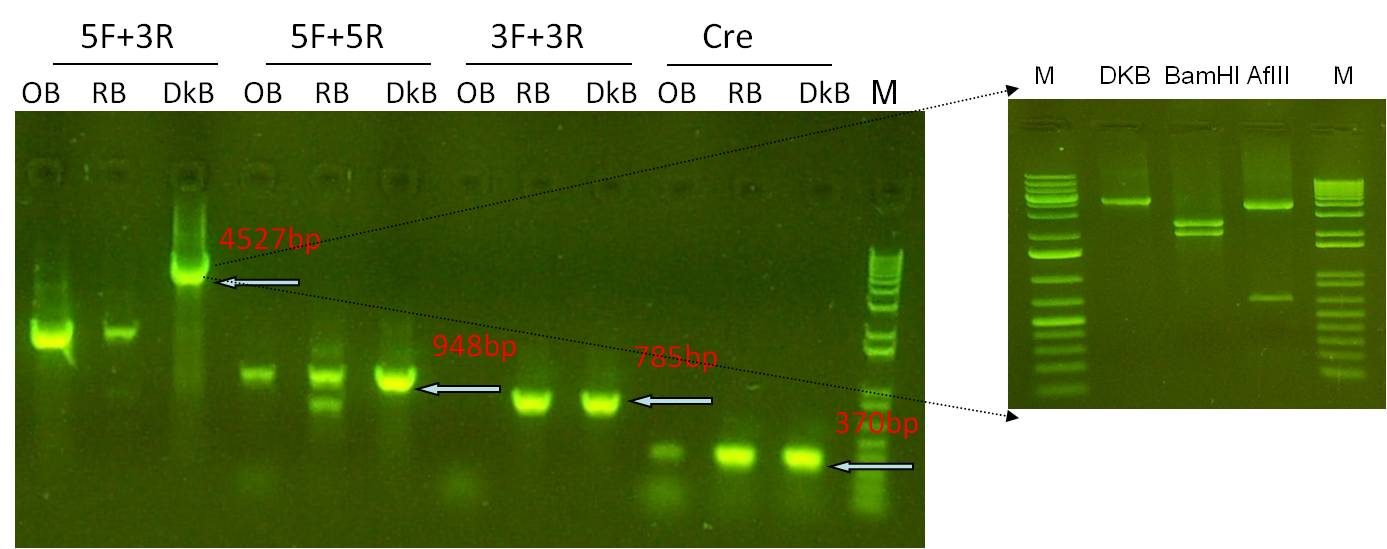 5F+3R 5F+5R 3F+3R Cre
OB RB DkB OB RB DkB OB RB DkB OB RB DkB M
M DKB BamHI AflII M
4527bp
948bp
785bp
370bp